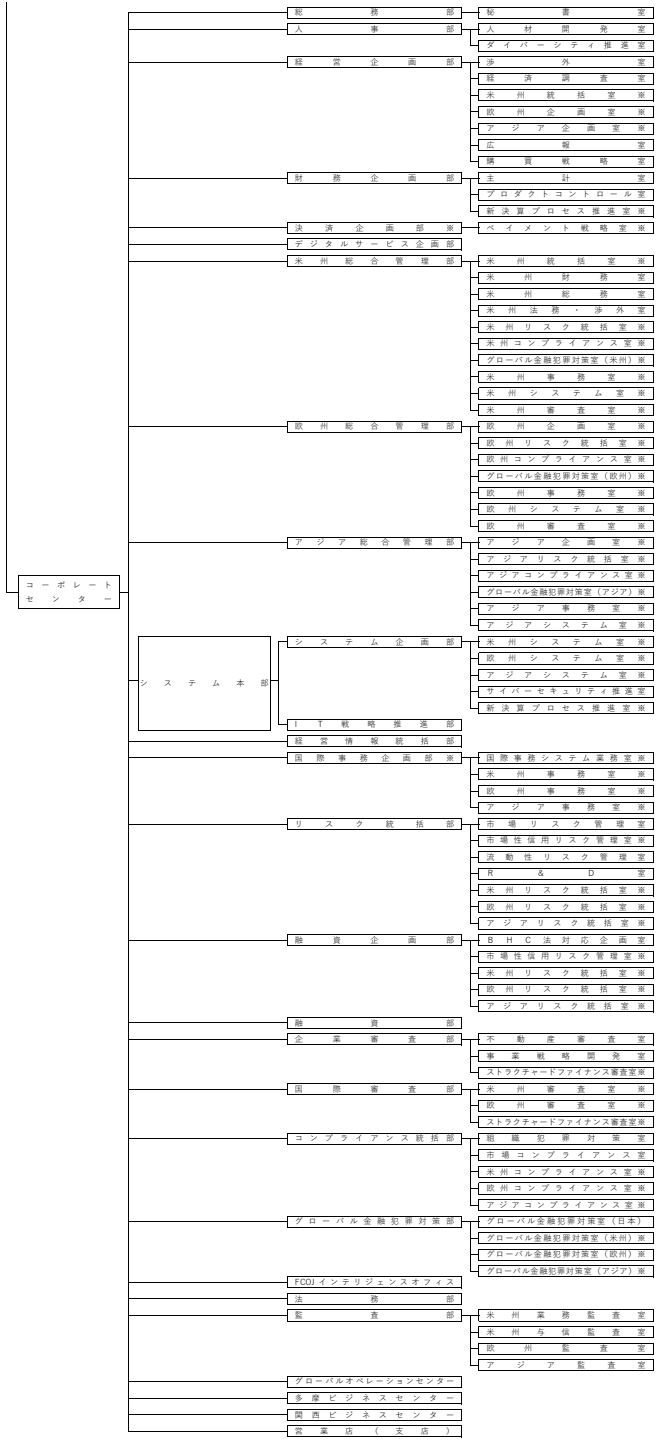 総務部
秘書室
人事部
人材開発室
ダイバーシティ推進室
経営企画部
渉外室
経済調査室
米州統括室※
欧州企画室※
アジア企画室※
広報室
購買戦略室
財務企画部
主計室
プロダクトコントロール室
新決算プロセス推進室※
決済企画部※
ペイメント戦略室※
デジタルサービス企画部
米州総合管理部
米州統括室※
米州財務室
米州総務室
米州法務・渉外室
米州リスク統括室※
米州コンプライアンス室※
グローバル金融犯罪対策室（米州）※
米州事務室※
米州システム室※
米州審査室※
欧州総合管理部
欧州企画室※
欧州リスク統括室※
欧州コンプライアンス室※
グローバル金融犯罪対策室（欧州）※
欧州事務室※
欧州システム室※
欧州審査室※
アジア総合管理部
アジア企画室※
アジアリスク統括室※
アジアコンプライアンス室※
グローバル金融犯罪対策室（アジア）※
アジア事務室※
アジアシステム室※
コーポレート
センター
システム本部
システム企画部
米州システム室※
欧州システム室※
アジアシステム室※
サイバーセキュリティ推進室
新決算プロセス推進室※
IT戦略推進部
経営情報統括部
国際事務企画部※
国際事務システム業務室※
米州事務室※
欧州事務室※
アジア事務室※
リスク統括部
市場リスク管理室
市場性信用リスク管理室※
流動性リスク管理室
R&D室
米州リスク統括室※
欧州リスク統括室※
アジアリスク統括室※
融資企画部
BHC法対応企画室
市場性信用リスク管理室※
米州リスク統括室※
欧州リスク統括室※
アジアリスク統括室※
融資部
企業審査部
不動産審査室
事業戦略開発室
ストラクチャードファイナンス審査室※
国際審査部
米州審査室※
欧州審査室※
ストラクチャードファイナンス審査室※
コンプライアンス統括部
組織犯罪対策室
市場コンプライアンス室
米州コンプライアンス室※
欧州コンプライアンス室※
アジアコンプライアンス室※
グローバル金融犯罪対策部
グローバル金融犯罪対策室（日本）
グローバル金融犯罪対策室（米州）※
グローバル金融犯罪対策室（欧州）※
グローバル金融犯罪対策室（アジア）※
FCOJインテリジェンスオフィス
法務部
監査部
米州業務監査室
米州与信監査室
欧州監査室
アジア監査室
グローバルオペレーションセンター
多摩ビジネスセンター
関西ビジネスセンター
営業店（支店）